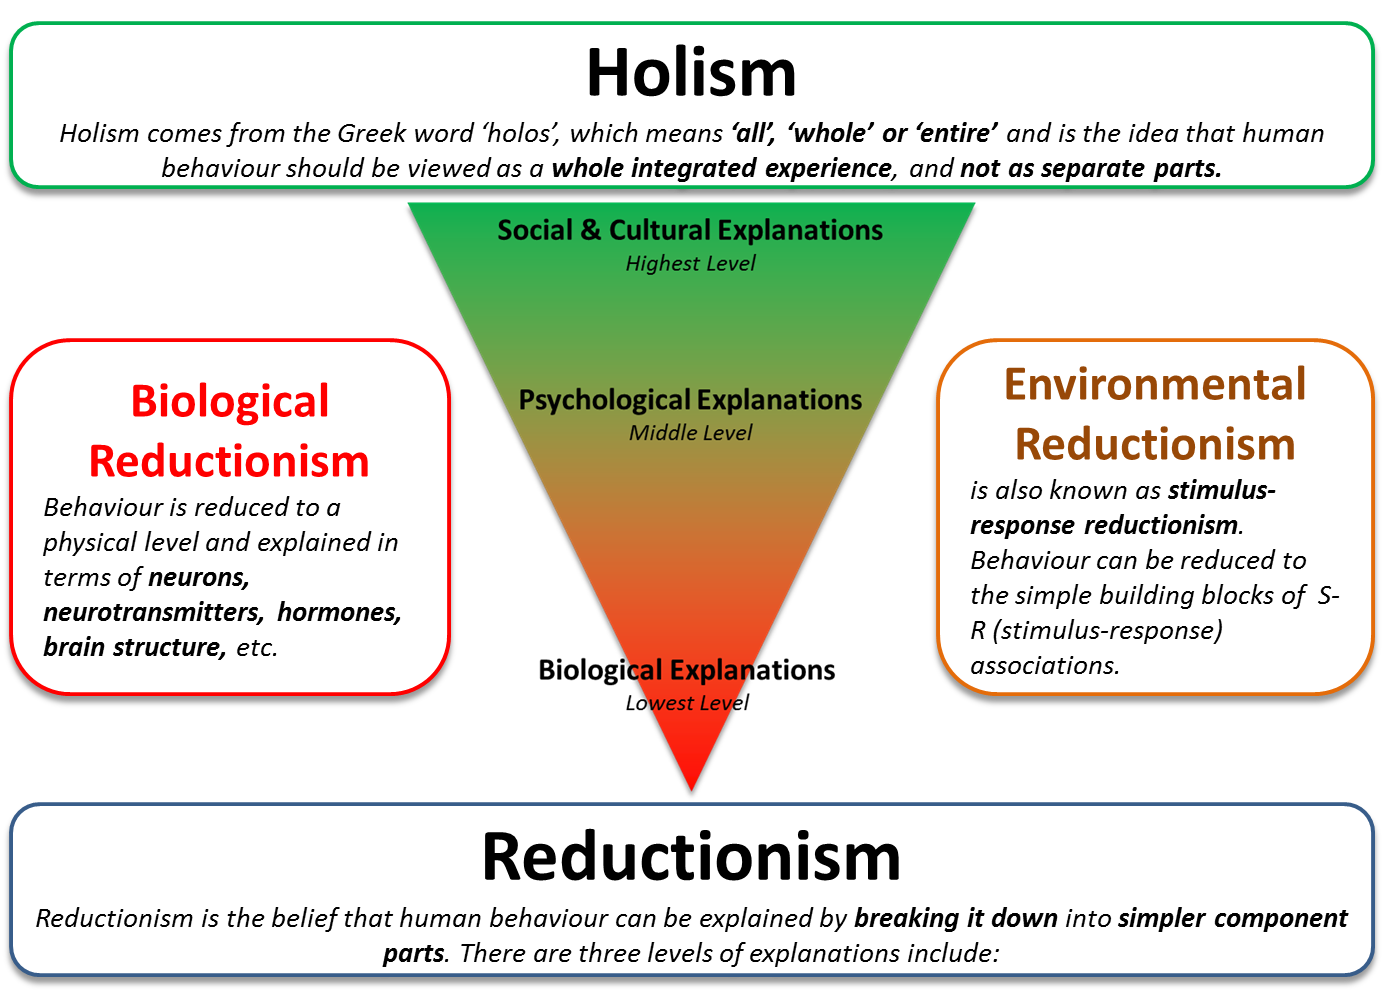 Holism
Holism comes from the Greek word ‘holos’, which means ‘all’, ‘whole’ or ‘entire’ and is the idea that human
behaviour should be viewed as a whole integrated experience, and not as separate parts.
Social & Cultural Explanations
Highest Level
Psychological Explanations
Middle Level
Biological Explanations
Lowest Level
Biological
Reductionism
Behaviour is reduced to a
physical level and explained in
terms of neurons,
neurotransmitters, hormones,
brain structure, etc.
Environmental
Reductionism
is also known as stimulus-
response reductionism.
Behaviour can be reduced to
the simple building blocks of S-
R (stimulus-response)
associations.
Reductionism
Reductionism is the belief that human behaviour can be explained by breaking it down into simpler component
parts. There are three levels of explanations include: